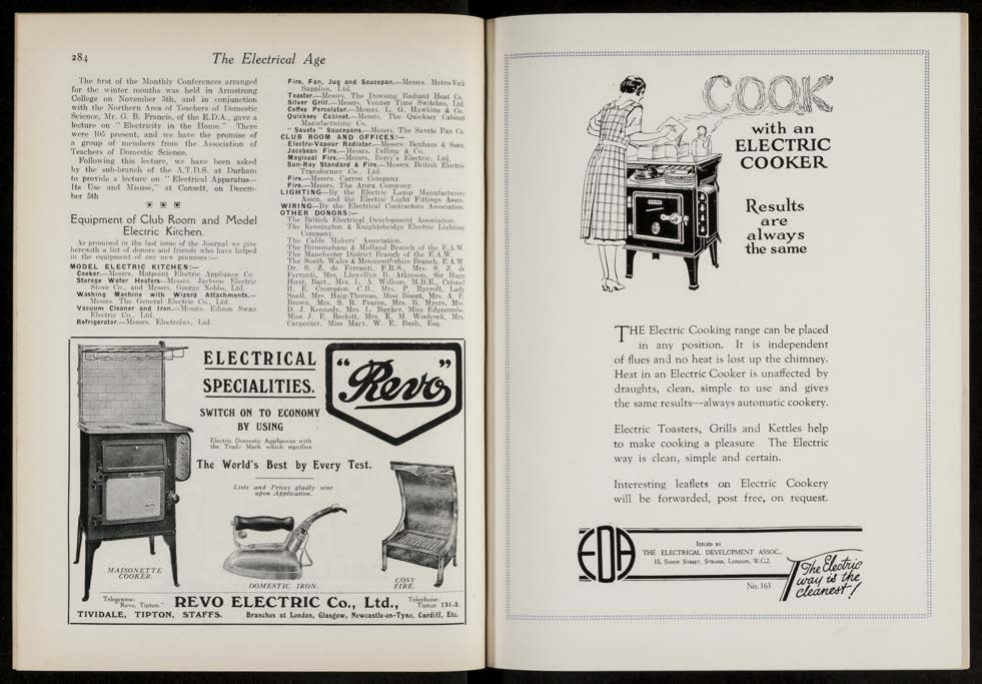 284
The Electrical Age
The first of the Monthly Conferences arranged
for the winter months was held in Armstrong
College on November 5th, and in conjunction
with the Northern Area of Teachers of Domestic
Science, Mr. G. B. Francis, of the E.D.A., gave a
lecture on "Electricity in the Home." There
were 105 present, and we have the promise of
a group of members from the Association of
Teachers of Domestic Science.
Following this lecture, we have been asked
by the sub-branch of the A.T.D.S. at Durham
to provide a lecture on "Electrical Apparatus—
Its Use and Misuse," at Consett, on Decem-
ber 5th
Equipment of Club Room and Model
Electric Kitchen.
As promised in the last issue of the Journal we give
herewith a list of donors and friends who have helped
in the equipment of our new premises:—
MODEL ELECTRIC KITCHEN:—
Cooker.—Messrs. Hotpoint Electric Appliance Co.
Storage Water Heaters—Messrs. Jackson Electric
Stove Co., and Messrs. George Nobbs, Ltd.
Washing Machine with Wizard Attachments.—
Messrs. The General Electric Co., Ltd.
Vacuum Cleaner and Iron.—Messrs. Edison Swan
Electric Co., Ltd.
Refrigerator.—Messrs. Electrolux, Ltd.
Fire, Fan, Jug and Saucepan.—Messrs. Metro-Vick
Supplies, Ltd.
Toaster.—Messrs. The Dowsing Radiant Heat Co.
Silver Grill.—Messrs. Venner Time Switches, Ltd.
Coffee Percolator.—Messrs. L. G. Hawkins & Co.
Quicksey Cabinet.—Messrs. The Quicksey Cabinet
Manufacturing Co.
"Savets" Saucepans.—Messrs. The Savets Pan Co.
CLUB ROOM AND OFFICES:—
Electro-Vapour Radiator.—Messrs. Benham & Sons.
Jacobean Fire.—Messrs. Felling & Co.
Magicoal Fire.—Messrs. Berry's Electric, Ltd.
Sun-Ray Standard & Fire.—Messrs. British Electric
Transformer Co., Ltd.
Fire.—Messrs. Carron Company
Fire.—Messrs. The Arora Company.
LIGHTING—By the Electric Lamp Manufacturers
Assen. and the Electric Light Fittings Assen.
WIRING—By the Electrical Contractors Association.
OTHER DONORS:—
The British Electrical Development Association.
The Kensington & Knightsbridge Electric Lighting
Company.
The Cable Makers' Association.
The Birmingham & Midland Branch of the E.A.W.
The Manchester District Branch of the E.A.W.
The South Wales & Monmouthshire Branch, E.A.W.
Dr. S. Z. de Ferranti, F.R.S., Mrs. S. Z. de
Ferranti, Mrs. Llewellyn B. Atkinson, Sir Hugo
Hirst, Bart., Mrs. L. A. Willson, M.B.E., Colonel
R. E. Crompton, C.B., Mrs. F. Lady
Snell, Mrs. Haig-Thomas, Miss Mrs. A. F.
Brown, Mrs. S. R. Pearce, Mrs. B. Myers, Mrs.
D. J. Kennedy, Mrs. L. Bunker, Miss Edgcombe,
Miss J. E. Beckett, Mrs. K. M. Mrs.
Carpenter, Miss Marx, W. E. Bush, Esq.
ELECTRICAL
SPECIALITIES.
"Revo"
SWITCH ON TO ECONOMY
BY USING
Electric Domestic Appliances with
the Trade Mark which signifies
The World's Best by Every Test.
Lists and Prices gladly sent
upon Application.
MAISONETTE
COOKER.
DOMESTIC IRON.
COSY
FIRE.
Telegrams:
"Revo, Tipton."
REVO ELECTRIC Co., Ltd.,
Telephone:
Tipton 131-2
TIVIDALE, TIPTON, STAFFS.
Branches at London, Glasgow, Newcastle-on-Tyne, Cardiff, Etc.
COOK
with an
ELECTRIC
COOKER
Results
are
always
the same
THE Electric Cooking range can be placed
in any position. It is independent
of flues and no heat is lost up the chimney.
Heat in an Electric Cooker is unaffected by
draughts, clean, simple to use and gives
the same results—always automatic cookery.
Electric Toasters, Grills and Kettles help
to make cooking a pleasure The Electric
way is clean, simple and certain.
Interesting leaflets on Electric Cookery
will be forwarded, post free, on request.
EDA
ISSUED BY
THE ELECTRICAL DEVELOPMENT ASSOC.,
15, SAVOY STREET, STRAND, LONDON, W.C.2.
No. 163
The Electric
way is the
cleanest!